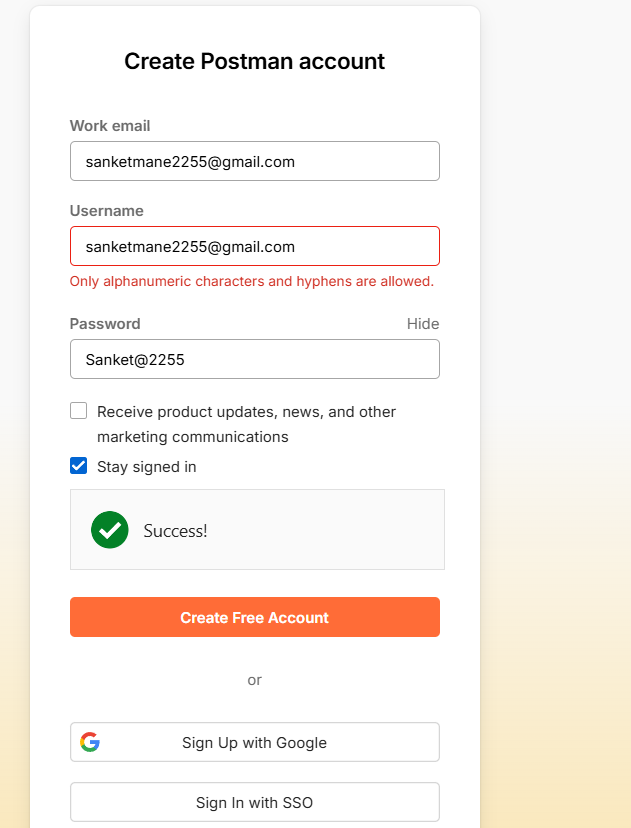 Create Postman account
Work email
sanketmane2255@gmail.com
Username
sanketmane2255@gmail.com
Only alphanumeric characters and hyphens are allowed.
Password Hide
Sanket@2255
Receive product updates, news, and other
marketing communications
Stay signed in
Success!
Create Free Account
or
Sign Up with Google
Sign In with SSO